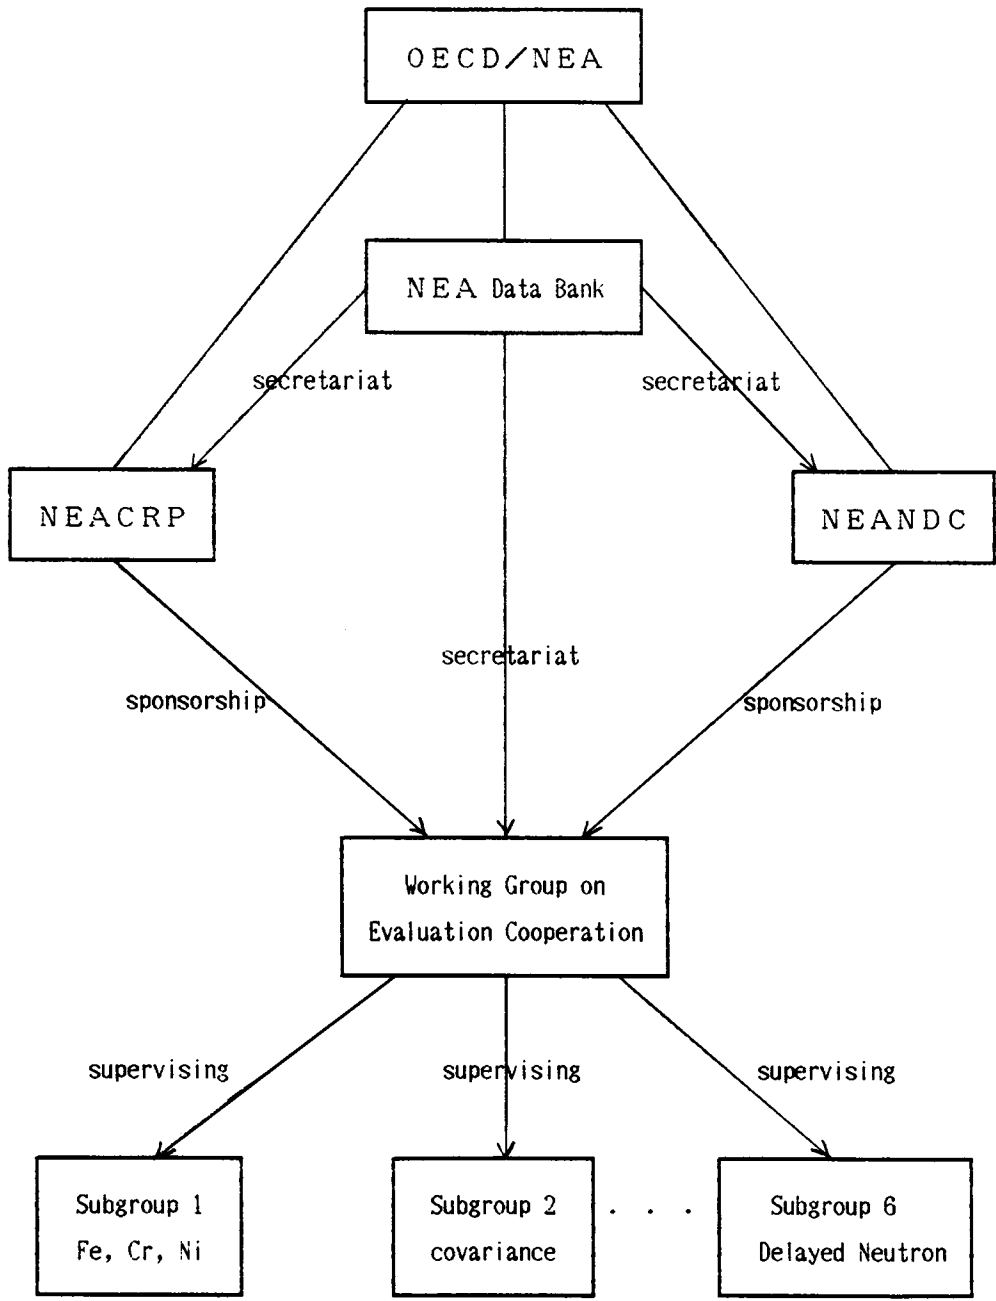 OECD/NEA
NEA Data Bank
secretariat
secretariat
NEACRP
NEANDC
secretariat
sponsorship
sponsorship
Working Group on
Evaluation Cooperation
supervising
supervising
supervising
Subgroup 1
Fe, Cr, Ni
Subgroup 2
covariance
. . .
Subgroup 6
Delayed Neutron